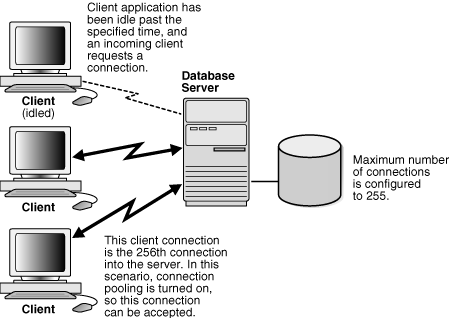 Client application has
been idle past the
specified time, and
an incoming client
requests a
connection.
Database
Server
Client
(idled)
Client
Maximum number
of connections
is configured
to 255.
This client connection
is the 256th connection
into the server. In this
scenario, connection
pooling is turned on,
so this connection
can be accepted.
Client